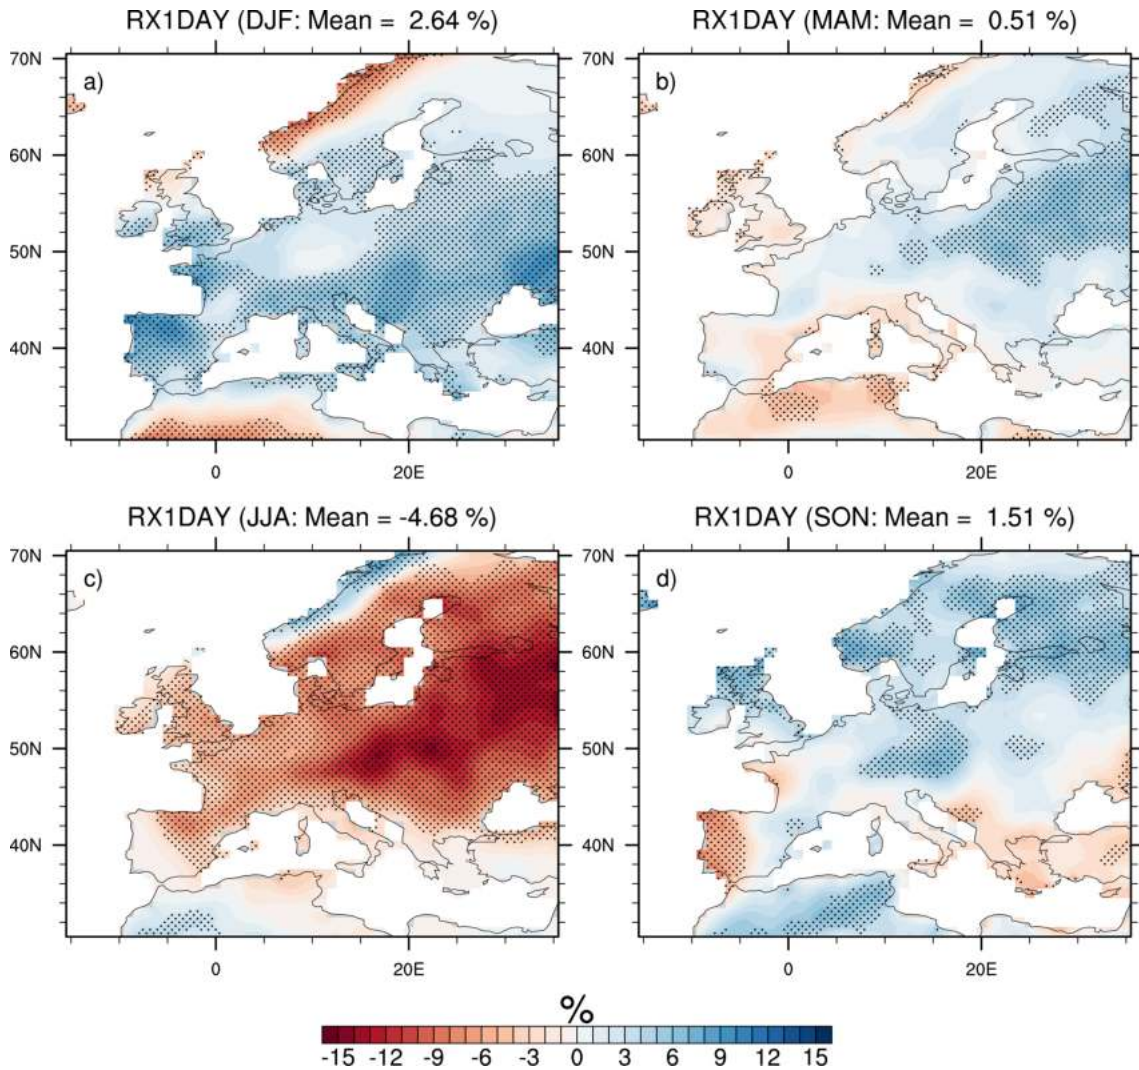 RX1DAY (DJF: Mean =  2.64 %)
RX1DAY (MAM: Mean =  0.51 %)
70N
60N
50N
40N
a)
0
20E
70N
60N
50N
40N
b)
0
20E
RX1DAY (JJA: Mean = -4.68 %)
RX1DAY (SON: Mean =  1.51 %)
70N
60N
50N
40N
c)
0
20E
70N
60N
50N
40N
d)
0
20E
%
-15 -12 -9 -6 -3 0 3 6 9 12 15